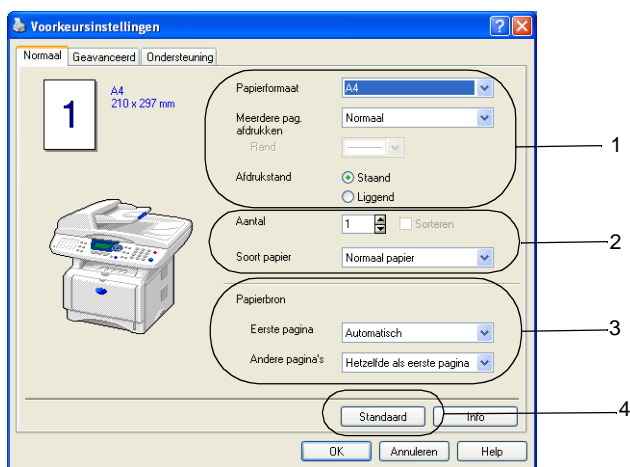 Voorkeursinstellingen
Normaal Geavanceerd Ondersteuning
1
A4
210 x 297 mm
Papierformaat A4
Meerdere pag. afdrukken Normaal
Rand
Afdrukstand Staand
Liggend
1
Aantal 1 Sorteren
Soort papier Normaal papier
2
Papierbron
Eerste pagina Automatisch
Andere pagina's Hetzelfde als eerste pagina
3
Standaard Info
4
OK Annuleren Help